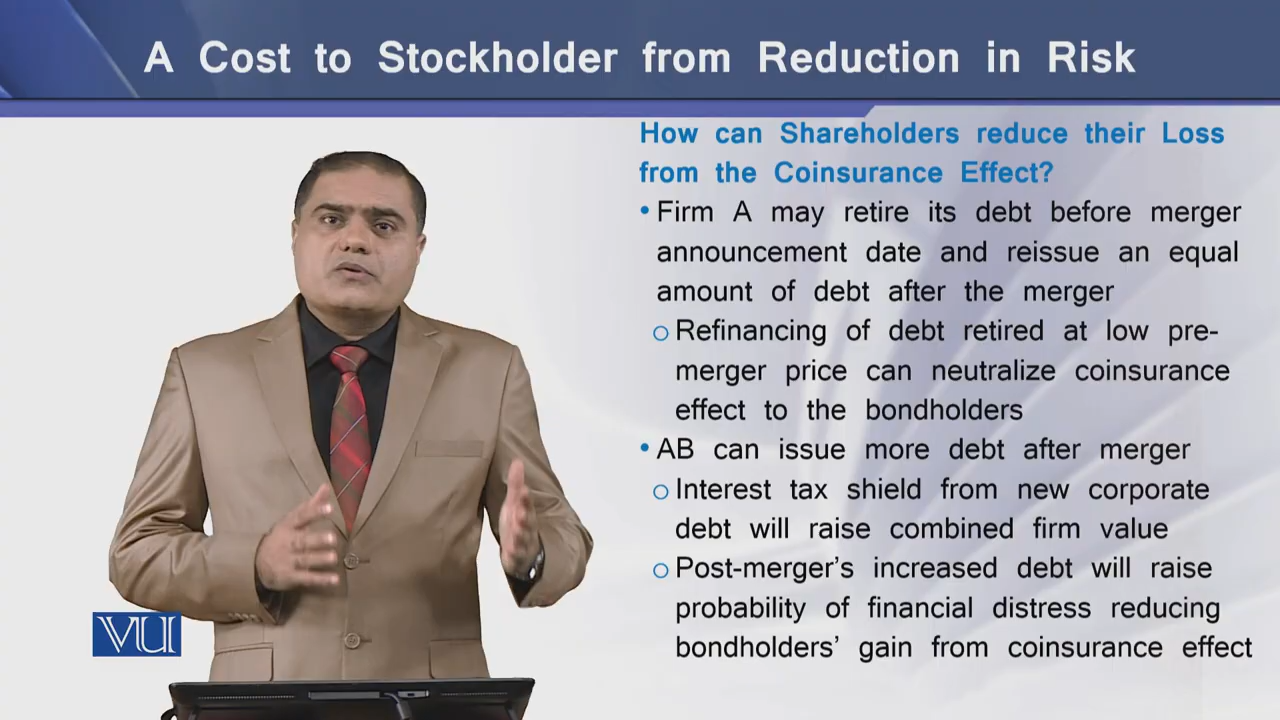 A Cost to Stockholder from Reduction in Risk
How can Shareholders reduce their Loss
from the Coinsurance Effect?
• Firm A may retire its debt before merger
announcement date and reissue an equal
amount of debt after the merger
o Refinancing of debt retired at low pre-
merger price can neutralize coinsurance
effect to the bondholders
• AB can issue more debt after merger
o Interest tax shield from new corporate
debt will raise combined firm value
o Post-merger's increased debt will raise
probability of financial distress reducing
bondholders' gain from coinsurance effect
VU